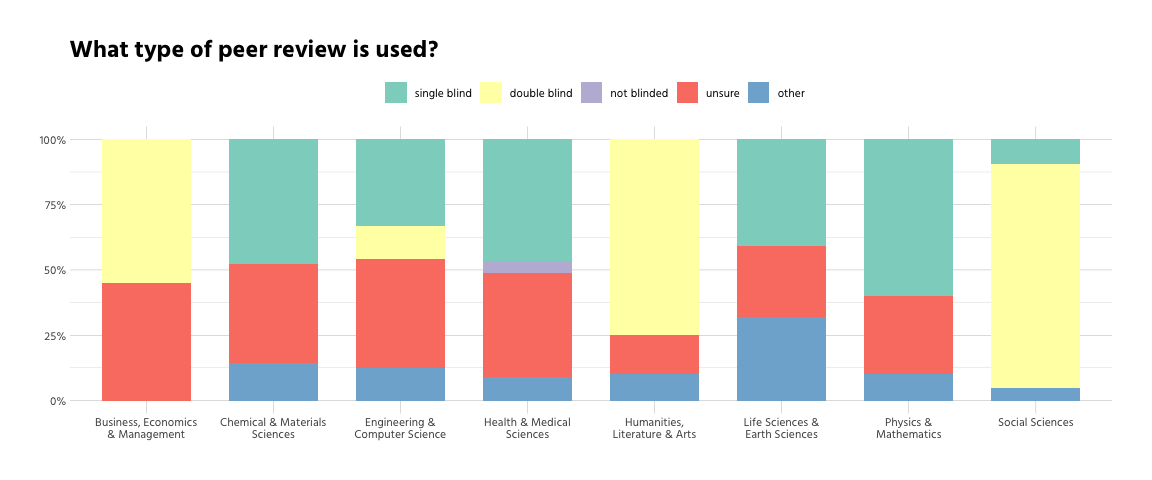 What type of peer review is used?
single blind double blind not blinded unsure other
100%
75%
50%
25%
0%
Business, Economics
& Management
Chemical & Materials
Sciences
Engineering &
Computer Science
Health & Medical
Sciences
Humanities,
Literature & Arts
Life Sciences &
Earth Sciences
Physics &
Mathematics
Social Sciences